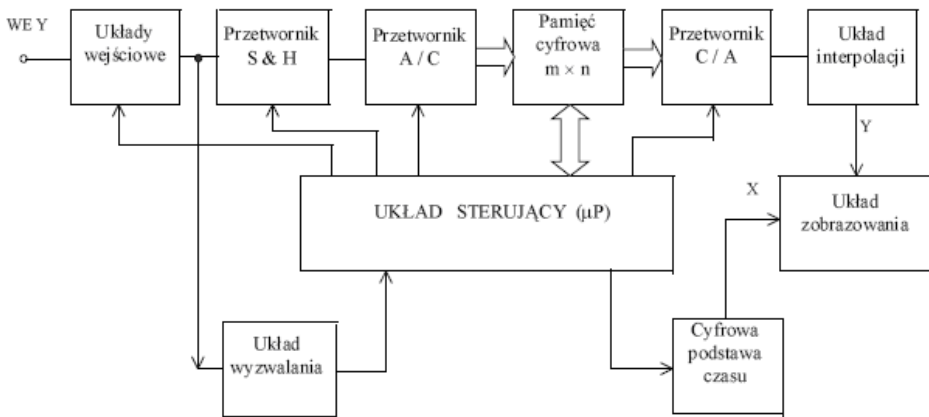 WE Y
Układy
wejściowe
Przetwornik
S & H
Przetwornik
A / C
Pamięć
cyfrowa
m × n
Przetwornik
C / A
Układ
interpolacji
Y
X
UKŁAD STERUJĄCY (μP)
Układ
zobrazowania
Układ
wyzwalania
Cyfrowa
podstawa
czasu